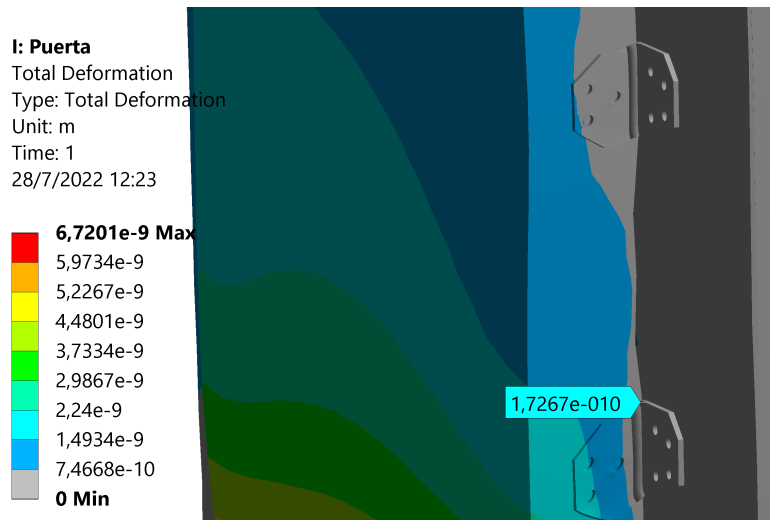 I: Puerta
Total Deformation
Type: Total Deformation
Unit: m
Time: 1
28/7/2022 12:23
6,7201e-9 Max
5,9734e-9
5,2267e-9
4,4801e-9
3,7334e-9
2,9867e-9
2,24e-9
1,4934e-9
7,4668e-10
0 Min
1,7267e-010